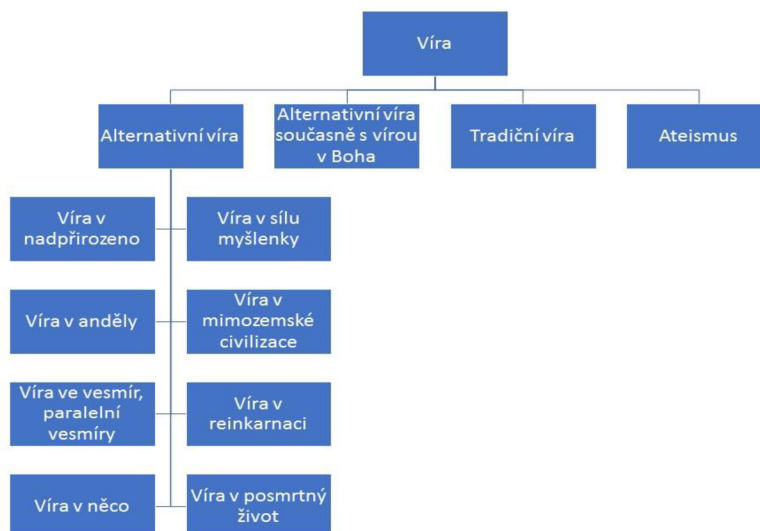 Víra
Alternativní víra
Alternativní víra
současně s vírou
v Boha
Tradiční víra
Ateismus
Víra v
nadpřirozeno
Víra v sílu
myšlenky
Víra v anděly
Víra v
mimozemské
civilizace
Víra ve vesmír,
paralelní
vesmíry
Víra v
reinkarnaci
Víra v něco
Víra v posmrtný
život